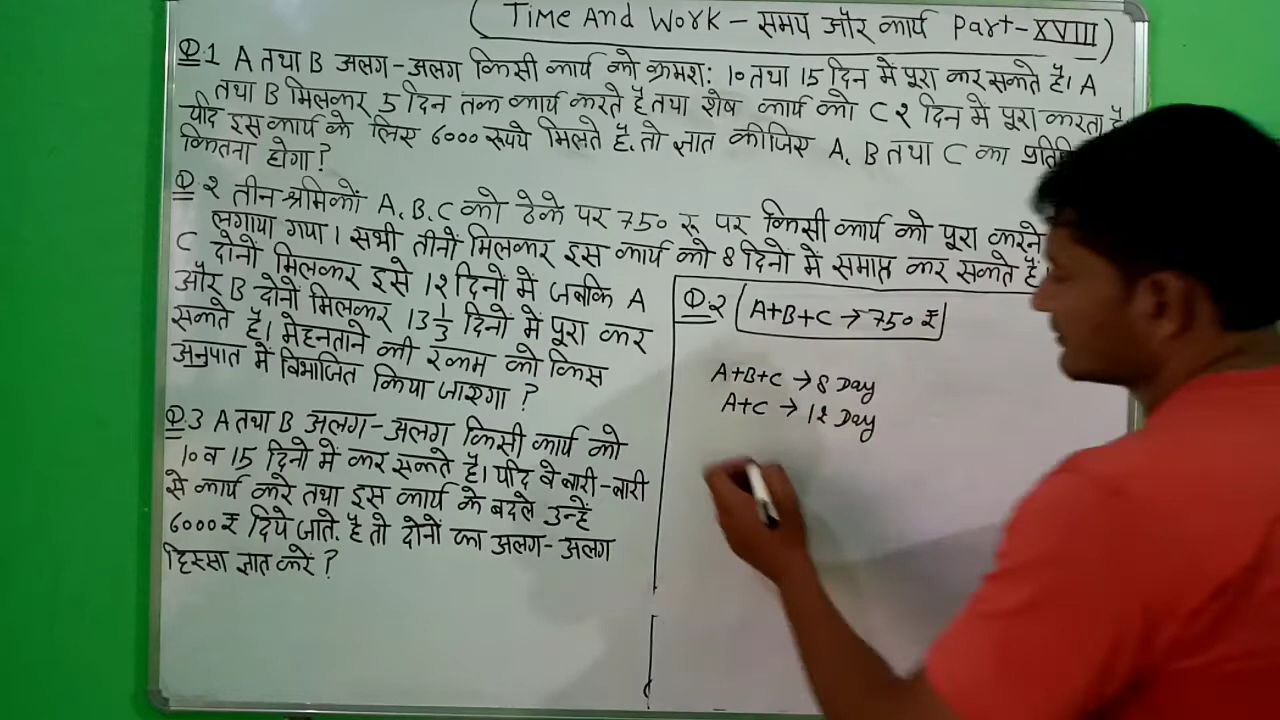 (Time And Work - समय और कार्य Part-XVIII)
Q.1 A तथा B अलग-अलग किसी कार्य को क्रमशः 10 तथा 15 दिन में पूरा कर सकते हैं। A
तथा B मिलकर 5 दिन तक कार्य करते हैं तथा शेष कार्य को C 2 दिन में पूरा करता है
यदि इस कार्य के लिए 6000 रूपये मिलते हैं, तो ज्ञात कीजिए A, B तथा C का
कितना होगा?
Q.2 तीन श्रमिकों A, B, C को ठेके पर 750 रू पर किसी कार्य को पूरा करने
लगाया गया। सभी तीनों मिलकर इस कार्य को 8 दिनों में समाप्त कर सकते हैं।
C दोनों मिलकर इसे 12 दिनों में जबकि A
और B दोनों मिलकर 13 1/3 दिनों में पूरा कर
सकते हैं। मेहनताने की रकम को किस
अनुपात में विभाजित किया जाएगा ?
Q.3 A तथा B अलग-अलग किसी कार्य को
10 व 15 दिनों में कर सकते हैं। यदि वे बारी-बारी
से कार्य करे तथा इस कार्य के बदले उन्हें
6000 ₹ दिये जाते हैं तो दोनों का अलग-अलग
हिस्सा ज्ञात करें ?
Q.2 A+B+C → 750 ₹
A+B+C → 8 Day
A+C → 12 Day